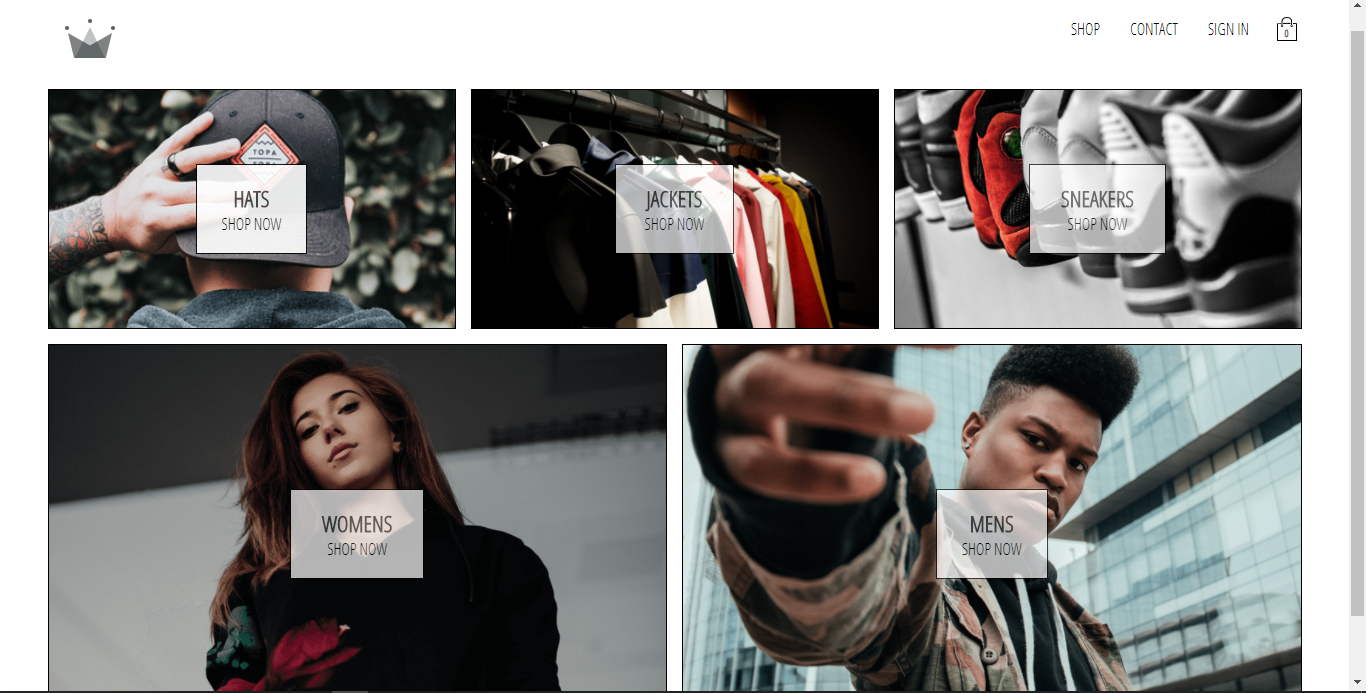 SHOP CONTACT SIGN IN 0
TOPA
HATS
SHOP NOW
JACKETS
SHOP NOW
SNEAKERS
SHOP NOW
WOMENS
SHOP NOW
MENS
SHOP NOW